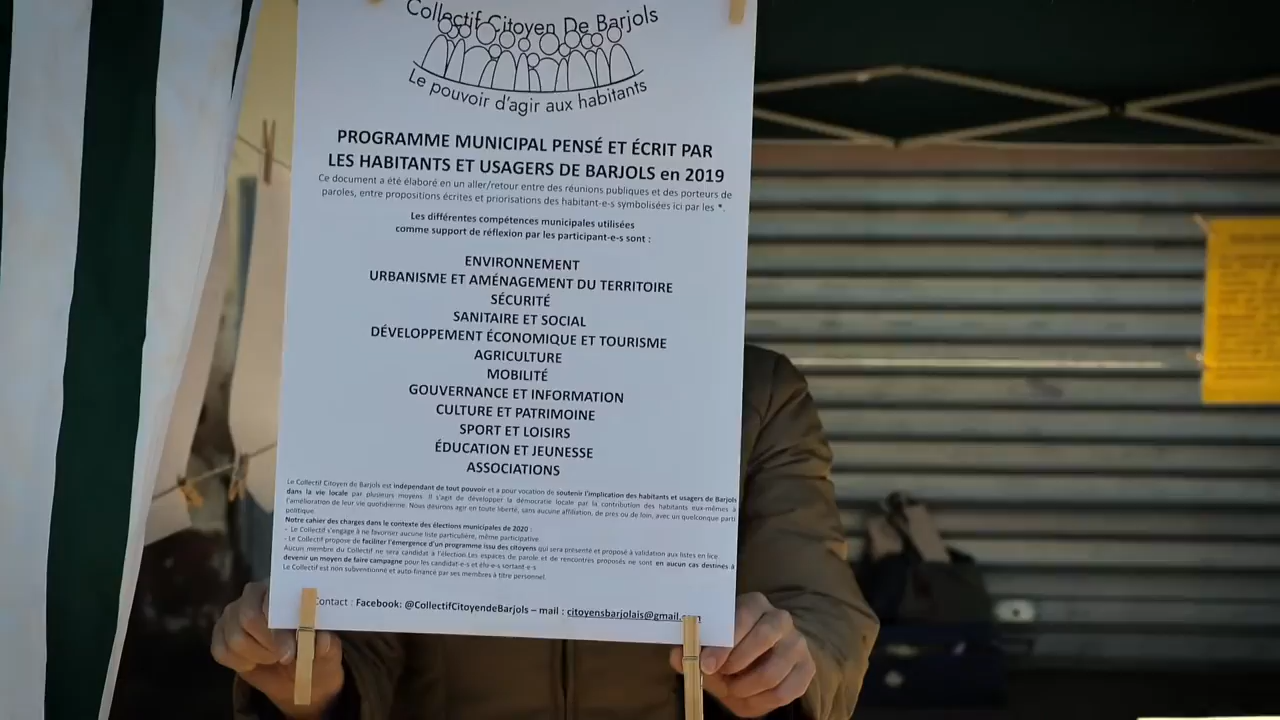 Collectif Citoyen De Barjols
Le pouvoir d'agir aux habitants
PROGRAMME MUNICIPAL PENSÉ ET ÉCRIT PAR
LES HABITANTS ET USAGERS DE BARJOLS en 2019
Ce document a été élaboré en un aller/retour entre des réunions publiques et des porteurs de
paroles, entre propositions écrites et priorisations des habitant-e-s symbolisées ici par les *.
Les différentes compétences municipales utilisées
comme support de réflexion par les participant-e-s sont :
ENVIRONNEMENT
URBANISME ET AMÉNAGEMENT DU TERRITOIRE
SÉCURITÉ
SANITAIRE ET SOCIAL
DÉVELOPPEMENT ÉCONOMIQUE ET TOURISME
AGRICULTURE
MOBILITÉ
GOUVERNANCE ET INFORMATION
CULTURE ET PATRIMOINE
SPORT ET LOISIRS
ÉDUCATION ET JEUNESSE
ASSOCIATIONS
Le Collectif Citoyen de Barjols est indépendant de tout pouvoir et a pour vocation de soutenir l'implication des habitants et usagers de Barjols
dans la vie locale par plusieurs moyens. Il s'agit de développer la démocratie locale par la contribution des habitants eux-mêmes à
l'amélioration de leur vie quotidienne. Nous désirons agir en toute liberté, sans aucune affiliation, de près ou de loin, avec un quelconque parti
politique.
Notre cahier des charges dans le contexte des élections municipales de 2020 :
- Le Collectif s'engage à ne favoriser aucune liste particulière, même participative.
- Le Collectif propose de faciliter l'émergence d'un programme issu des citoyens qui sera présenté et proposé à validation aux listes en lice.
Aucun membre du Collectif ne sera candidat à l'élection. Les espaces de parole et de rencontres proposés ne sont en aucun cas destinés à
devenir un moyen de faire campagne pour les candidat-e-s et élu-e-s sortant-e-s
Le Collectif est non subventionné et auto-financé par ses membres à titre personnel.
Contact : Facebook: @CollectifCitoyendeBarjols – mail : citoyensbarjolais@gmail.